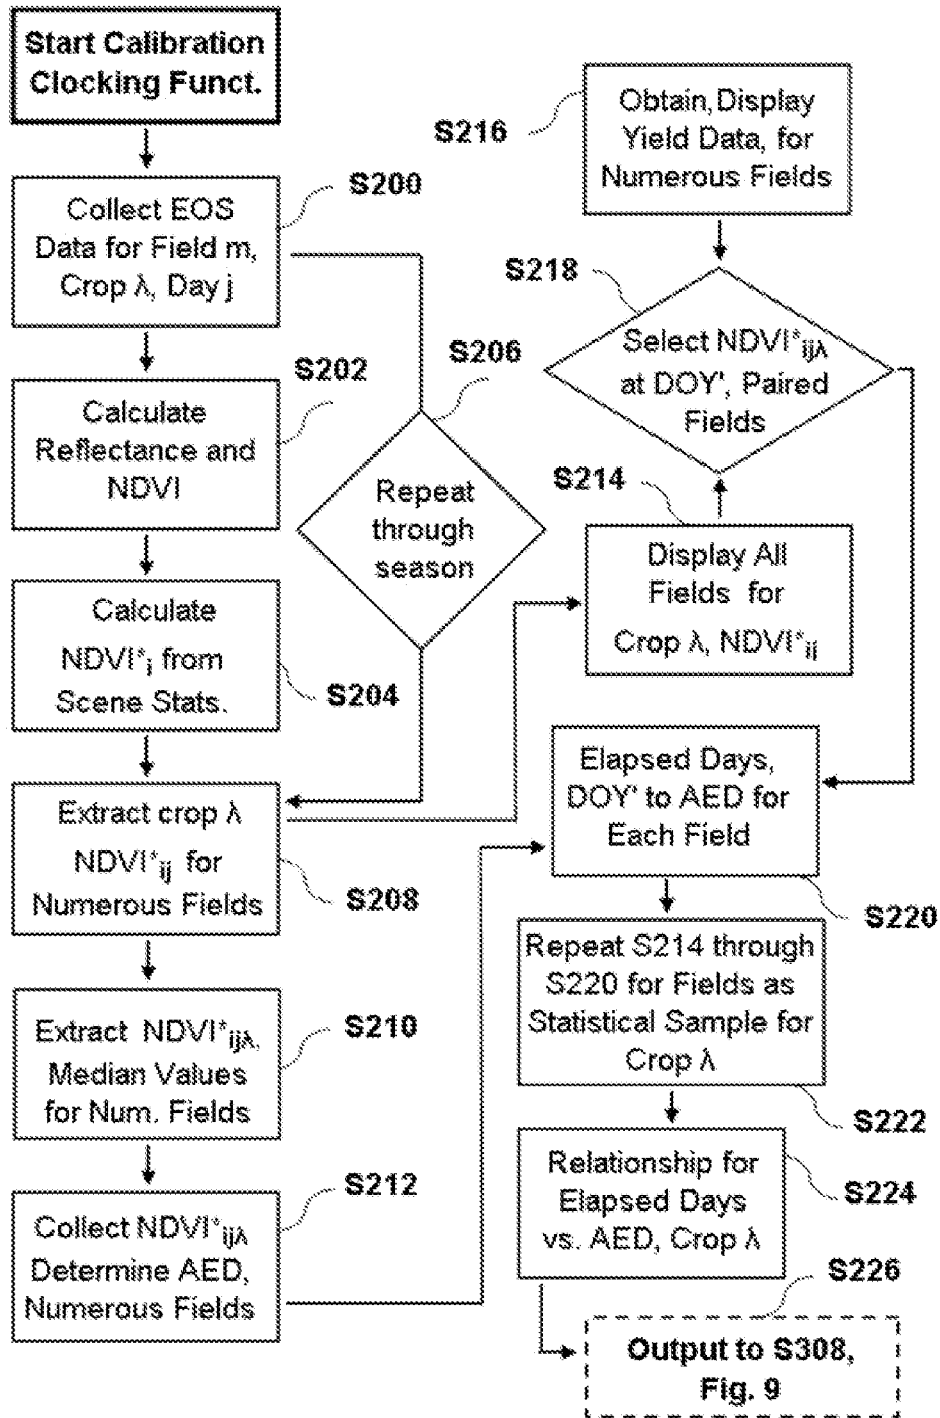 Start Calibration
Clocking Funct.
S200
Collect EOS
Data for Field m,
Crop λ, Day j
S202
Calculate
Reflectance and
NDVI
S206
Repeat
through
season
Calculate
NDVI*i from
Scene Stats.
S204
Extract crop λ
NDVI*ij for
Numerous Fields
S208
Extract NDVI*ijλ,
Median Values
for Num. Fields
S210
S212
Collect NDVI*ijλ
Determine AED,
Numerous Fields
S216
Obtain, Display
Yield Data, for
Numerous Fields
S218
Select NDVI*ijλ
at DOY', Paired
Fields
S214
Display All
Fields for
Crop λ, NDVI*ij
Elapsed Days,
DOY' to AED for
Each Field
S220
Repeat S214 through
S220 for Fields as
Statistical Sample for
Crop λ
S222
Relationship for
Elapsed Days
vs. AED, Crop λ
S224
S226
Output to S308,
Fig. 9